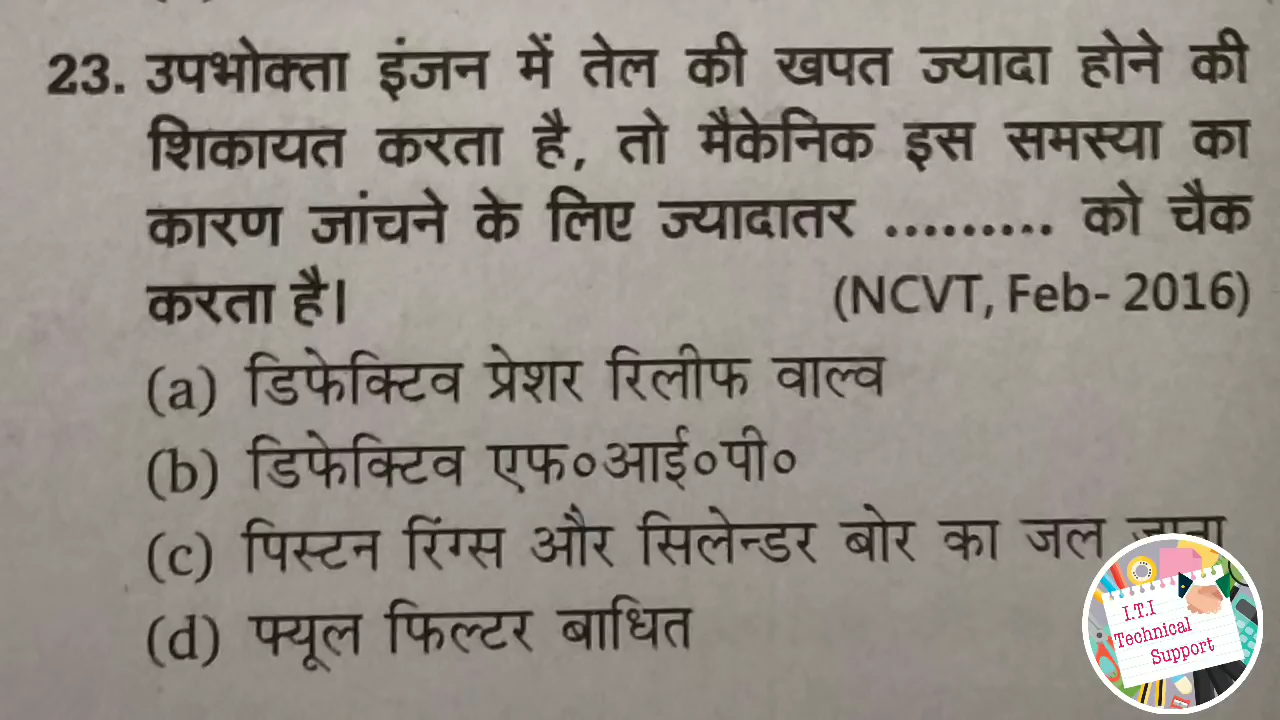 23. उपभोक्ता इंजन में तेल की खपत ज्यादा होने की
शिकायत करता है, तो मैकेनिक इस समस्या का
कारण जांचने के लिए ज्यादातर ......... को चैक
करता है। (NCVT, Feb- 2016)
(a) डिफेक्टिव प्रेशर रिलीफ वाल्व
(b) डिफेक्टिव एफ०आई०पी०
(c) पिस्टन रिंग्स और सिलेन्डर बोर का जल जाना
(d) फ्यूल फिल्टर बाधित
I.T.I
Technical
Support